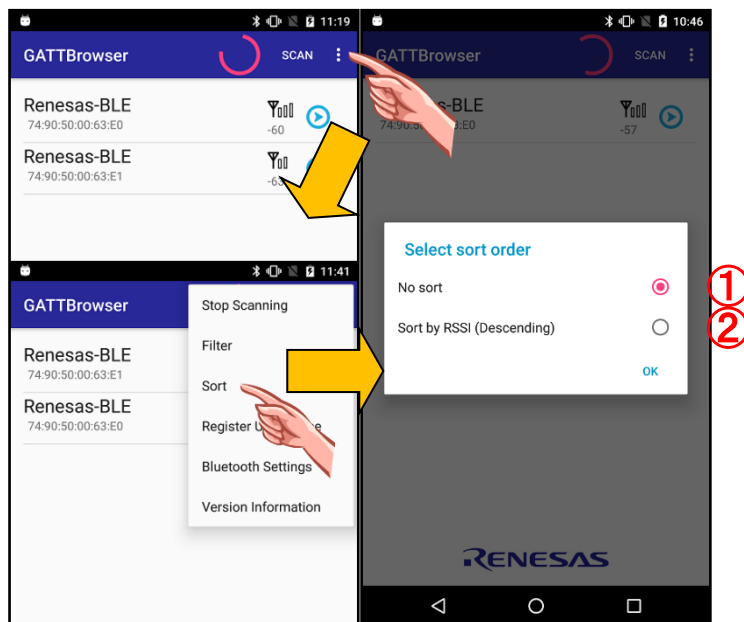 11:19
GATTBrowser
SCAN
Renesas-BLE
74:90:50:00:63:E0
-60
Renesas-BLE
74:90:50:00:63:E1
11:41
GATTBrowser
Renesas-BLE
74:90:50:00:63:E1
Renesas-BLE
74:90:50:00:63:E0
Stop Scanning
Filter
Sort
Register
Bluetooth Settings
Version Information
10:46
GATTBrowser
SCAN
-BLE
-57
Select sort order
No sort
①
Sort by RSSI (Descending)
②
OK
RENESAS